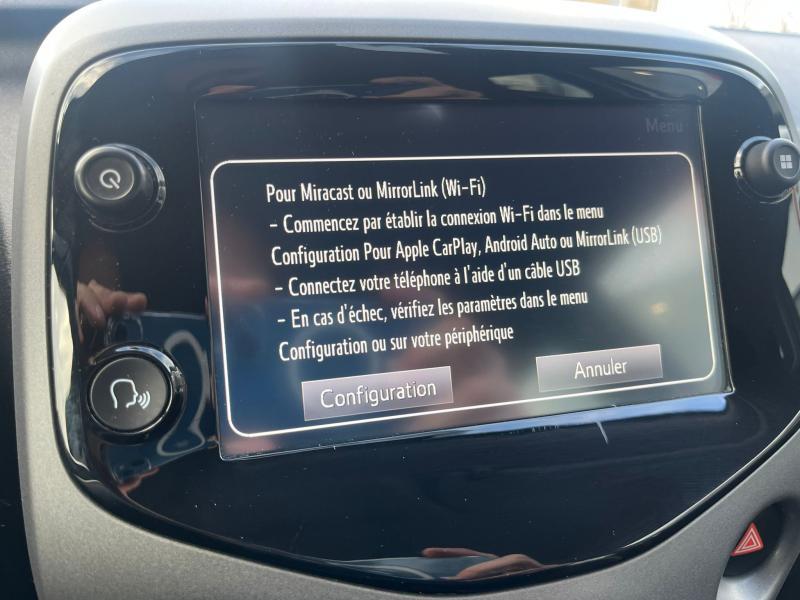 Menu
Pour Miracast ou MirrorLink (Wi-Fi)
- Commencez par établir la connexion Wi-Fi dans le menu
Configuration Pour Apple CarPlay, Android Auto ou MirrorLink (USB)
- Connectez votre téléphone à l'aide d'un câble USB
- En cas d'échec, vérifiez les paramètres dans le menu
Configuration ou sur votre périphérique
Configuration
Annuler